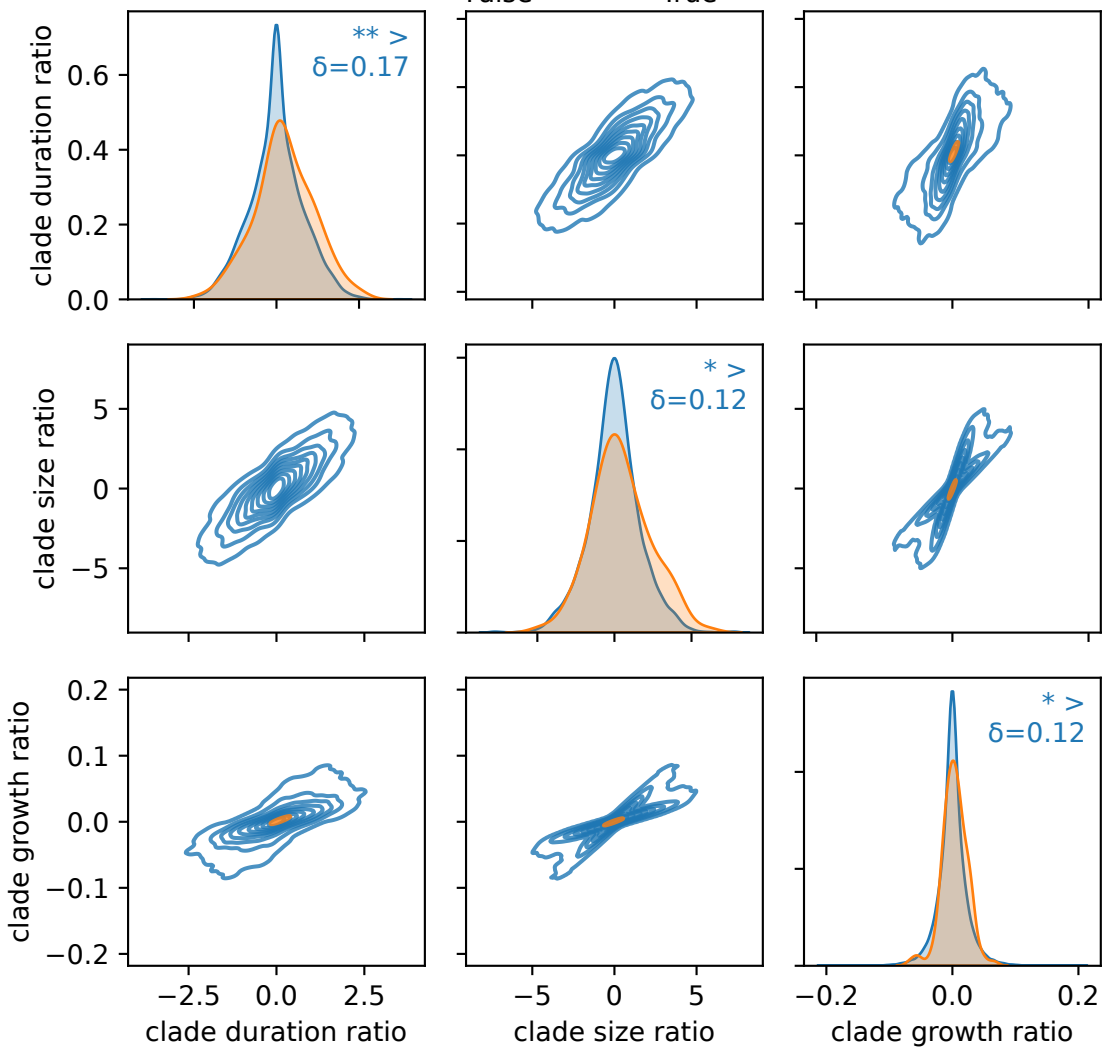 clade duration ratio
0.6
0.4
0.2
0.0
** >
δ=0.17
clade size ratio
5
0
−5
* >
δ=0.12
clade growth ratio
0.2
0.1
0.0
−0.1
−0.2
* >
δ=0.12
−2.5 0.0 2.5
clade duration ratio
−5 0 5
clade size ratio
−0.2 0.0 0.2
clade growth ratio